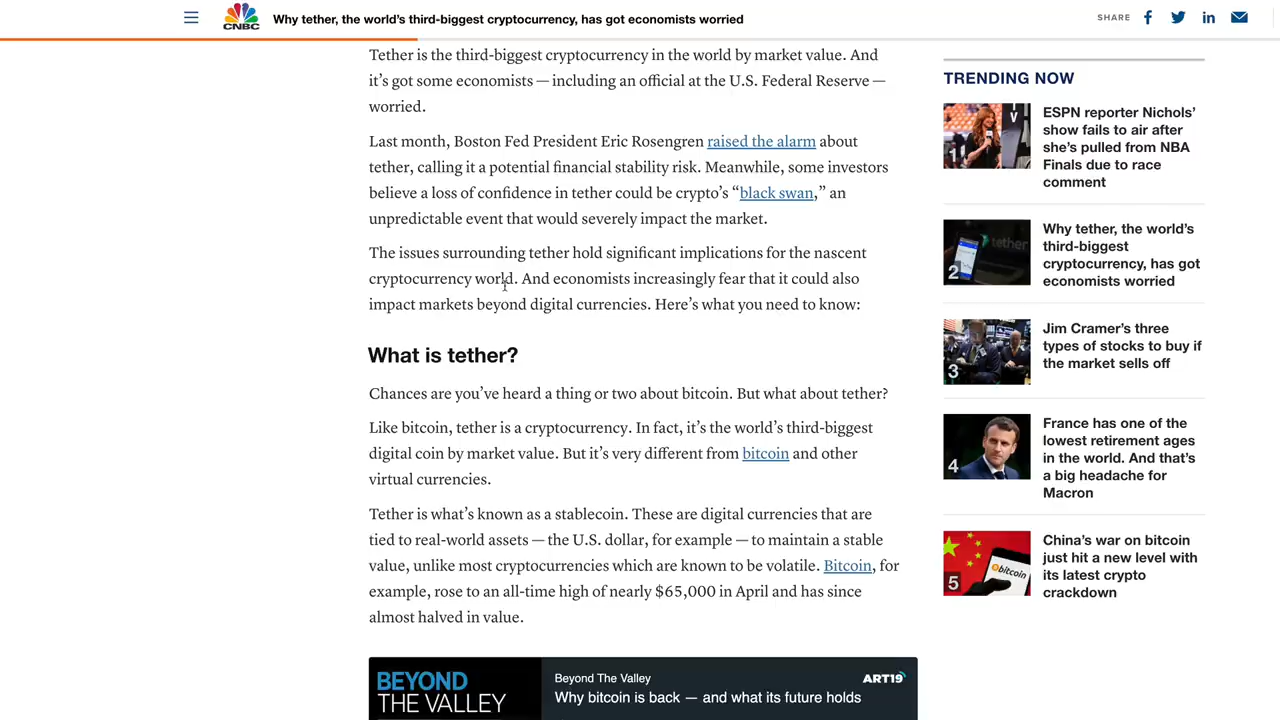 CNBC
Why tether, the world's third-biggest cryptocurrency, has got economists worried
SHARE
Tether is the third-biggest cryptocurrency in the world by market value. And
it's got some economists — including an official at the U.S. Federal Reserve —
worried.
Last month, Boston Fed President Eric Rosengren raised the alarm about
tether, calling it a potential financial stability risk. Meanwhile, some investors
believe a loss of confidence in tether could be crypto's “black swan,” an
unpredictable event that would severely impact the market.
The issues surrounding tether hold significant implications for the nascent
cryptocurrency world. And economists increasingly fear that it could also
impact markets beyond digital currencies. Here's what you need to know:
What is tether?
Chances are you've heard a thing or two about bitcoin. But what about tether?
Like bitcoin, tether is a cryptocurrency. In fact, it's the world's third-biggest
digital coin by market value. But it's very different from bitcoin and other
virtual currencies.
Tether is what's known as a stablecoin. These are digital currencies that are
tied to real-world assets — the U.S. dollar, for example — to maintain a stable
value, unlike most cryptocurrencies which are known to be volatile. Bitcoin, for
example, rose to an all-time high of nearly $65,000 in April and has since
almost halved in value.
BEYOND
THE VALLEY
Beyond The Valley
ART19
Why bitcoin is back — and what its future holds
TRENDING NOW
1
V
ESPN reporter Nichols'
show fails to air after
she's pulled from NBA
Finals due to race
comment
2
tether
Why tether, the world's
third-biggest
cryptocurrency, has got
economists worried
3
Jim Cramer's three
types of stocks to buy if
the market sells off
4
France has one of the
lowest retirement ages
in the world. And that's
a big headache for
Macron
5
bitcoin
China's war on bitcoin
just hit a new level with
its latest crypto
crackdown